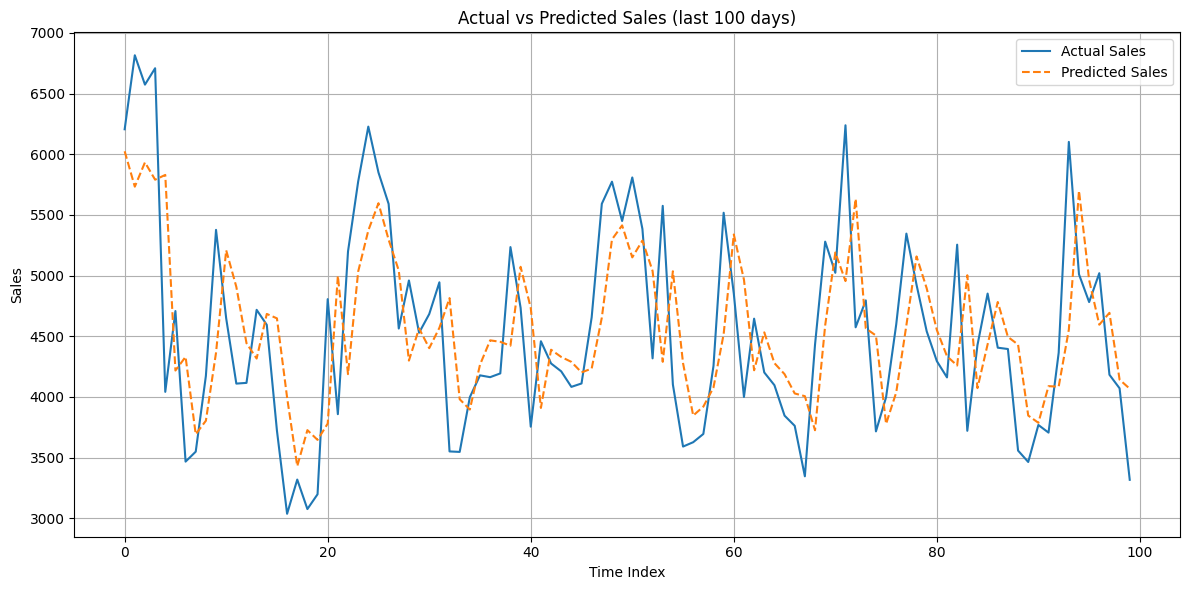 Actual vs Predicted Sales (last 100 days)
Actual Sales
Predicted Sales
Sales
7000
6500
6000
5500
5000
4500
4000
3500
3000
0 20 40 60 80 100
Time Index